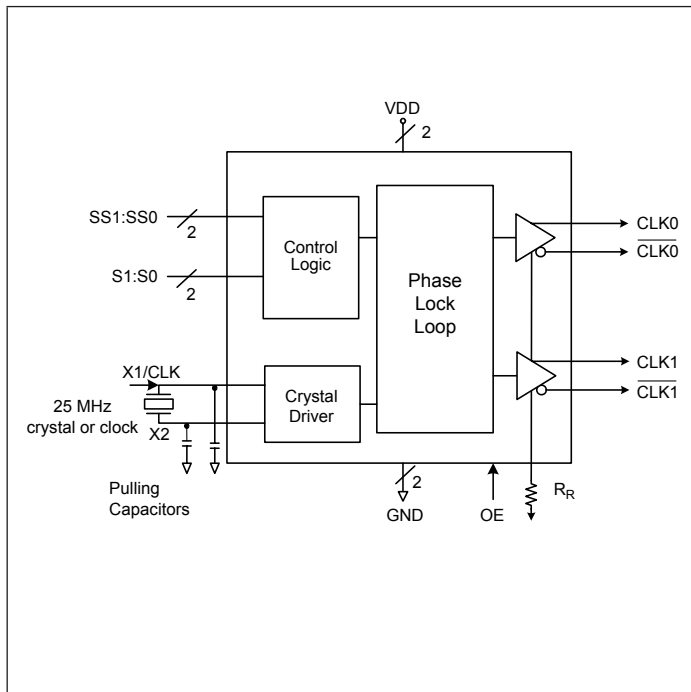 VDD
2
SS1:SS0
2
S1:S0
2
Control
Logic
Phase
Lock
Loop
CLK0
CLK0
CLK1
CLK1
X1/CLK
25 MHz
crystal or clock
X2
Crystal
Driver
Pulling
Capacitors
2
GND
OE
RR